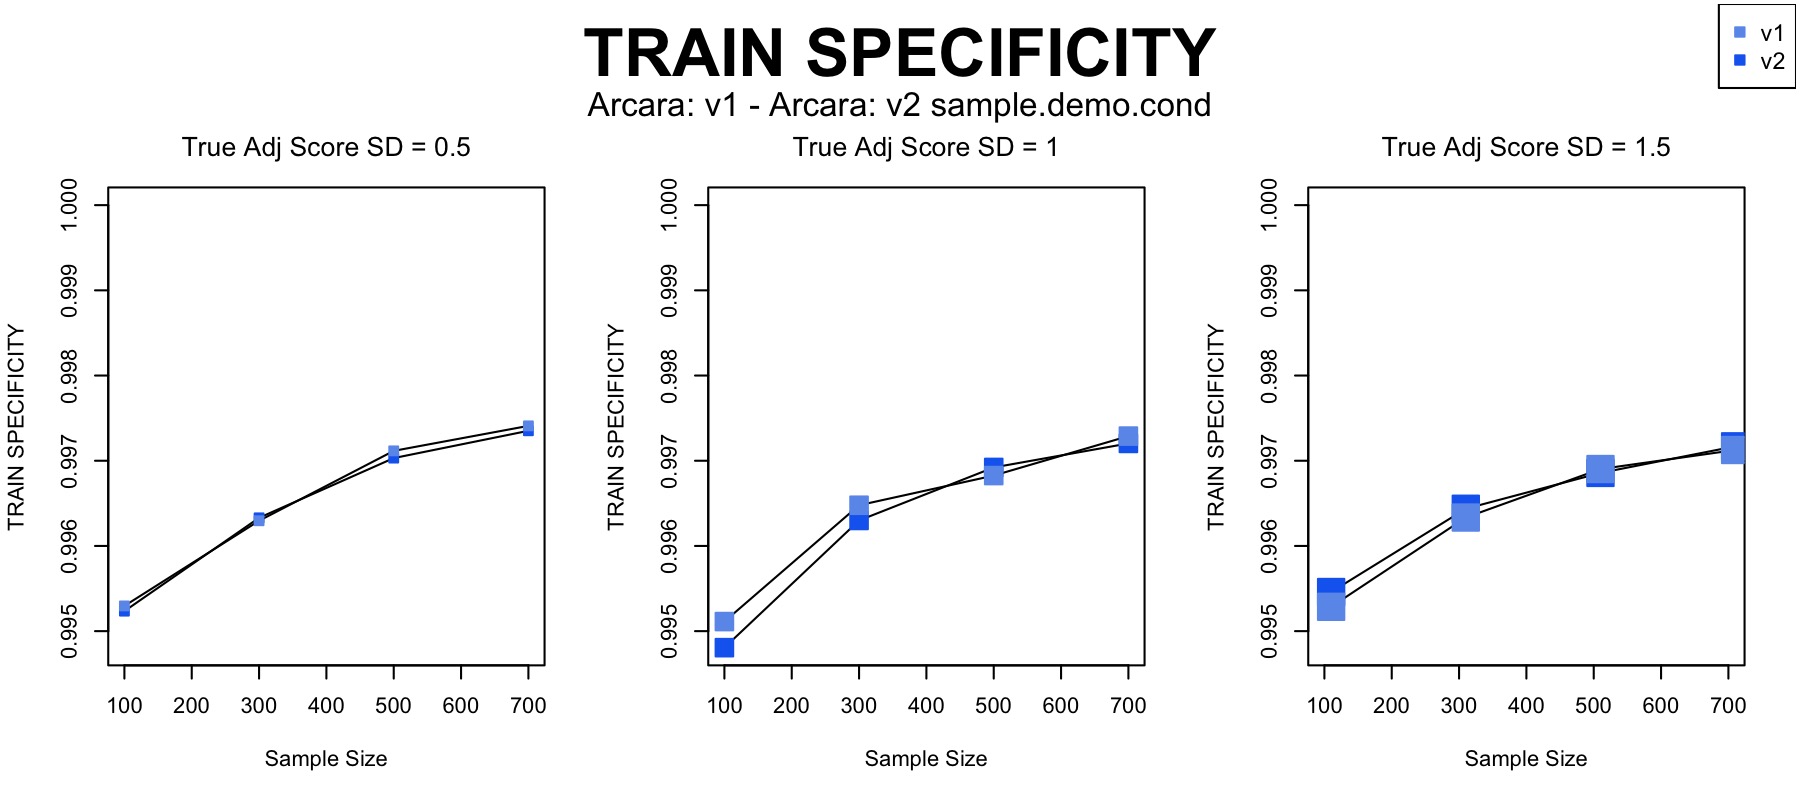 TRAIN SPECIFICITY
Arcara: v1 - Arcara: v2 sample.demo.cond
v1
v2
True Adj Score SD = 0.5
TRAIN SPECIFICITY
1.000
0.999
0.998
0.997
0.996
0.995
100 200 300 400 500 600 700
Sample Size
True Adj Score SD = 1
TRAIN SPECIFICITY
1.000
0.999
0.998
0.997
0.996
0.995
100 200 300 400 500 600 700
Sample Size
True Adj Score SD = 1.5
TRAIN SPECIFICITY
1.000
0.999
0.998
0.997
0.996
0.995
100 200 300 400 500 600 700
Sample Size